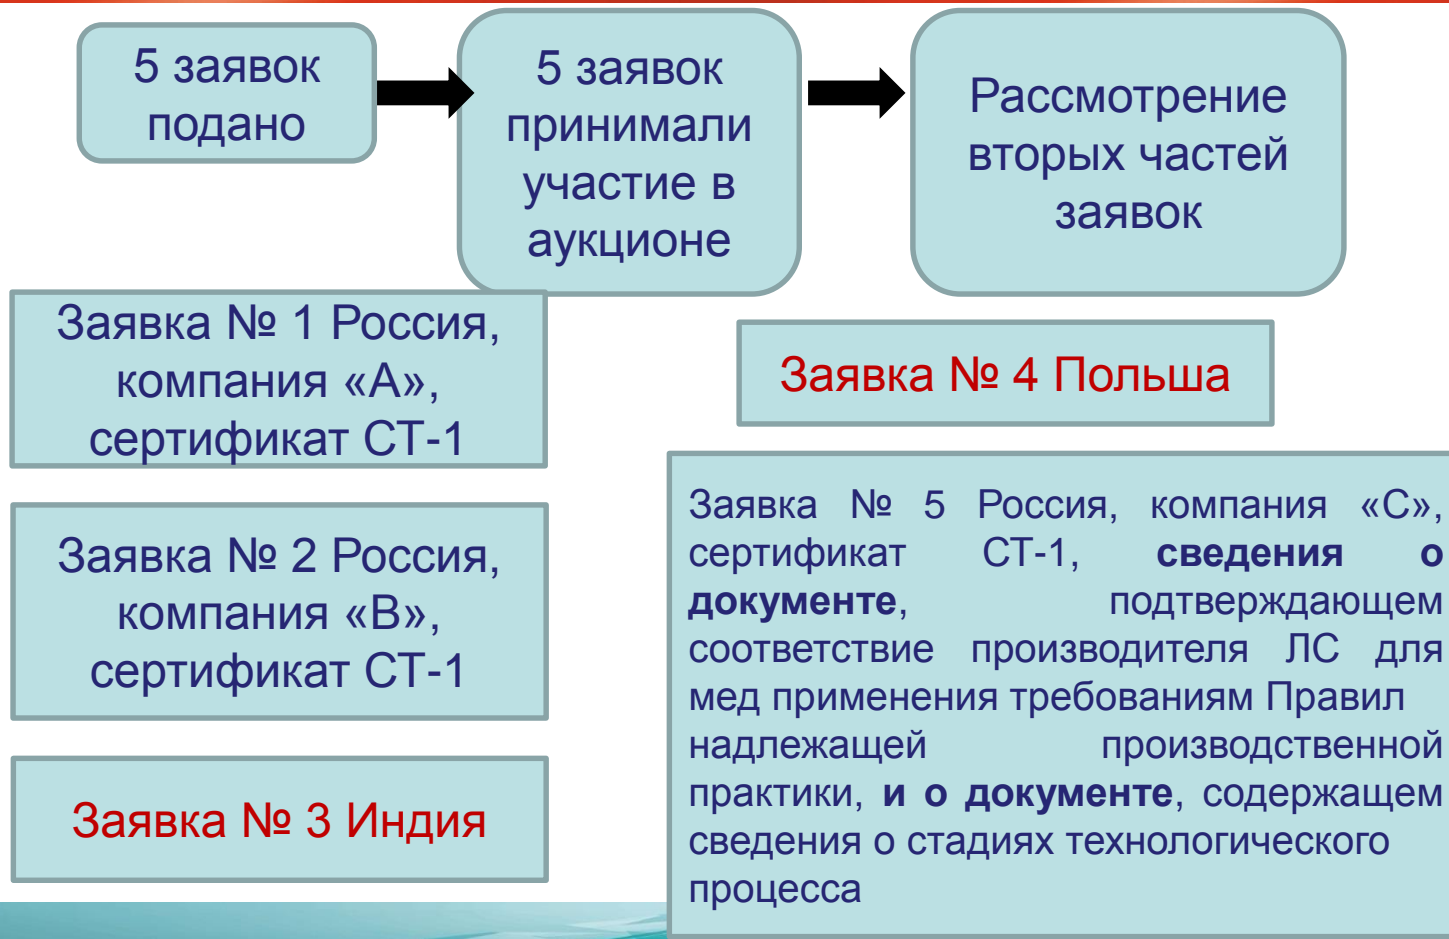 5 заявок
подано
5 заявок
принимали
участие в
аукционе
Рассмотрение
вторых частей
заявок
Заявка № 1 Россия,
компания «А»,
сертификат СТ-1
Заявка № 2 Россия,
компания «В»,
сертификат СТ-1
Заявка № 3 Индия
Заявка № 4 Польша
Заявка № 5 Россия, компания «С»,
сертификат СТ-1, сведения о
документе, подтверждающем
соответствие производителя ЛС для
мед применения требованиям Правил
надлежащей производственной
практики, и о документе, содержащем
сведения о стадиях технологического
процесса